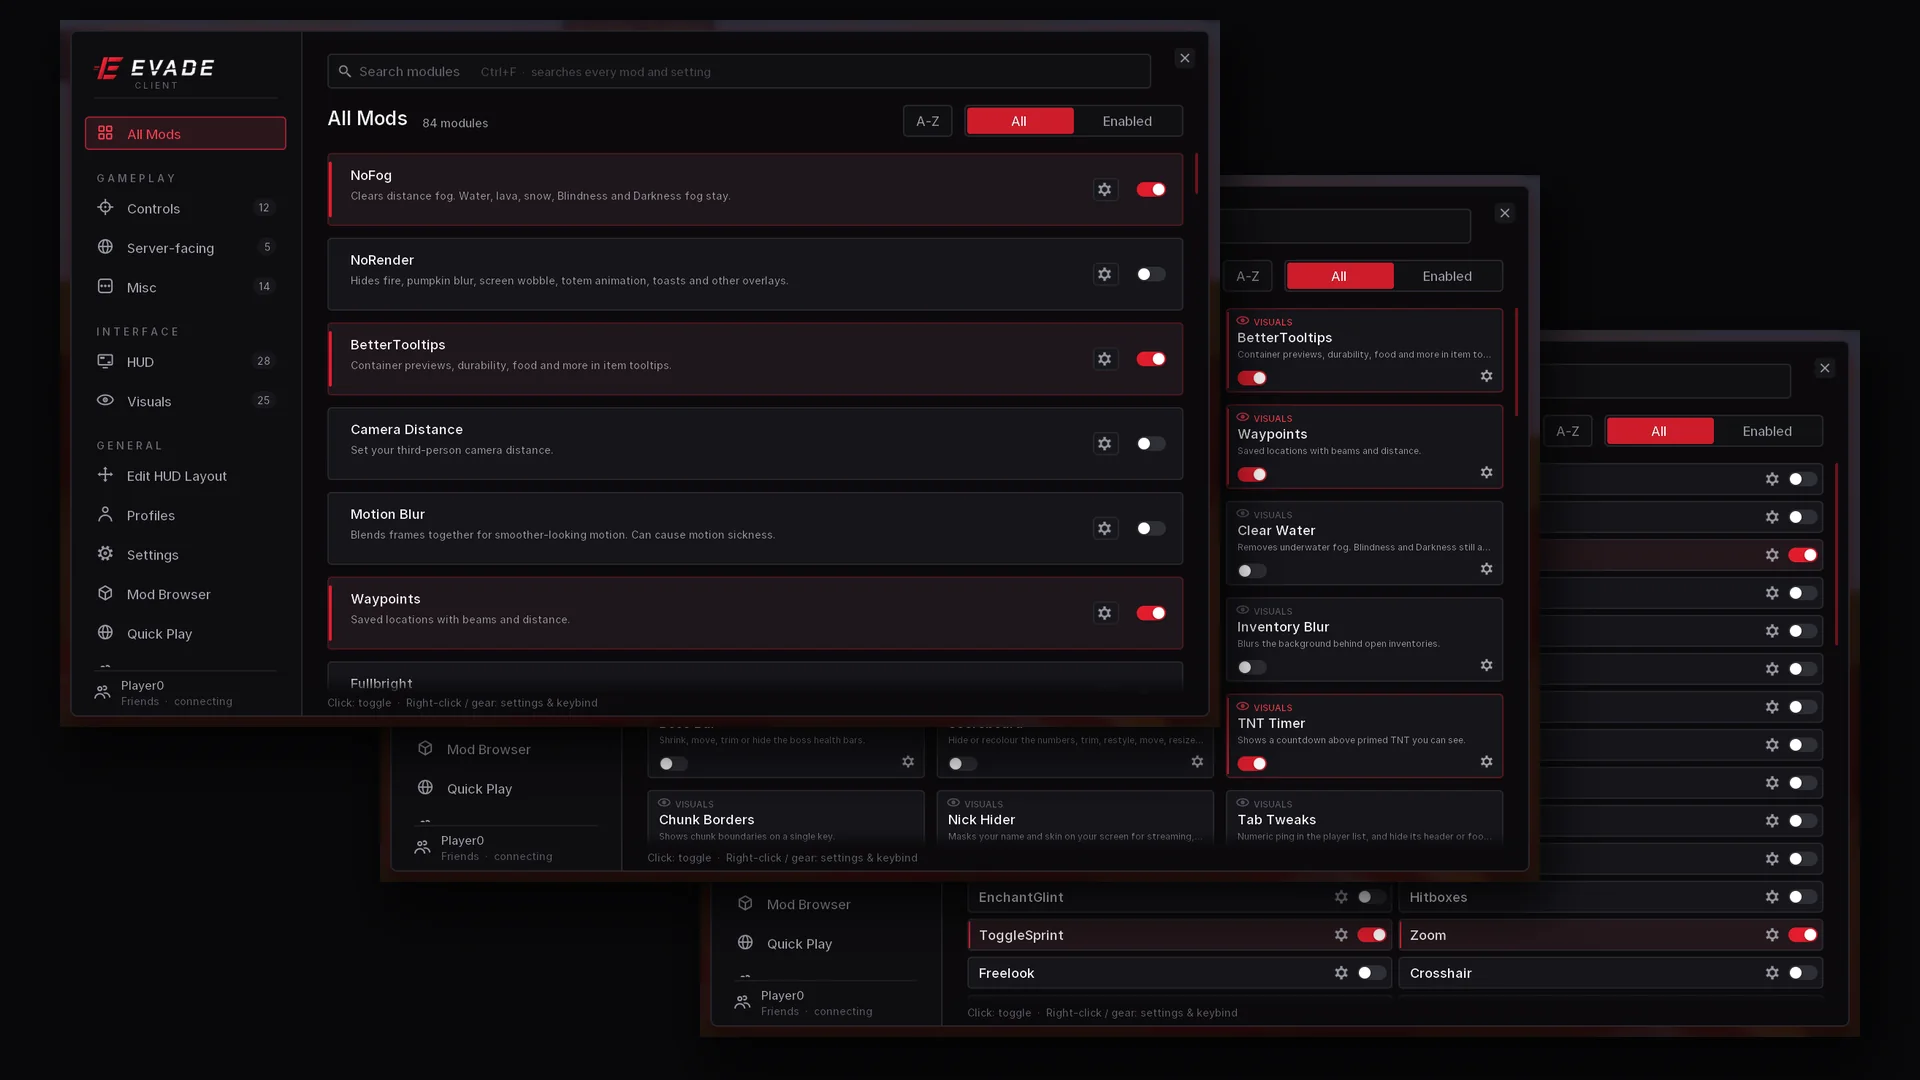 EVADE
CLIENT
All Mods
GAMEPLAY
Controls 12
Server-facing 5
Misc 14
INTERFACE
HUD 28
Visuals 25
GENERAL
Edit HUD Layout
Profiles
Settings
Mod Browser
Quick Play
Player0
Friends · connecting
Search modules Ctrl+F · searches every mod and setting
All Mods 84 modules
A-Z All Enabled
NoFog
Clears distance fog. Water, lava, snow, Blindness and Darkness fog stay.
NoRender
Hides fire, pumpkin blur, screen wobble, totem animation, toasts and other overlays.
BetterTooltips
Container previews, durability, food and more in item tooltips.
Camera Distance
Set your third-person camera distance.
Motion Blur
Blends frames together for smoother-looking motion. Can cause motion sickness.
Waypoints
Saved locations with beams and distance.
Fullbright
Click: toggle · Right-click / gear: settings & keybind
A-Z All Enabled
VISUALS
BetterTooltips
Container previews, durability, food and more in item to...
VISUALS
Waypoints
Saved locations with beams and distance.
VISUALS
Clear Water
Removes underwater fog. Blindness and Darkness still a...
VISUALS
Inventory Blur
Blurs the background behind open inventories.
VISUALS
TNT Timer
Shows a countdown above primed TNT you can see.
Shrink, move, trim or hide the boss health bars.
Hide or recolour the numbers, trim, restyle, move, resize...
VISUALS
Chunk Borders
Shows chunk boundaries on a single key.
VISUALS
Nick Hider
Masks your name and skin on your screen for streaming,...
VISUALS
Tab Tweaks
Numeric ping in the player list, and hide its header or foo...
Mod Browser
Quick Play
Player0
Friends · connecting
Click: toggle · Right-click / gear: settings & keybind
A-Z All Enabled
EnchantGlint
Hitboxes
ToggleSprint
Zoom
Freelook
Crosshair
Mod Browser
Quick Play
Player0
Friends · connecting
Click: toggle · Right-click / gear: settings & keybind